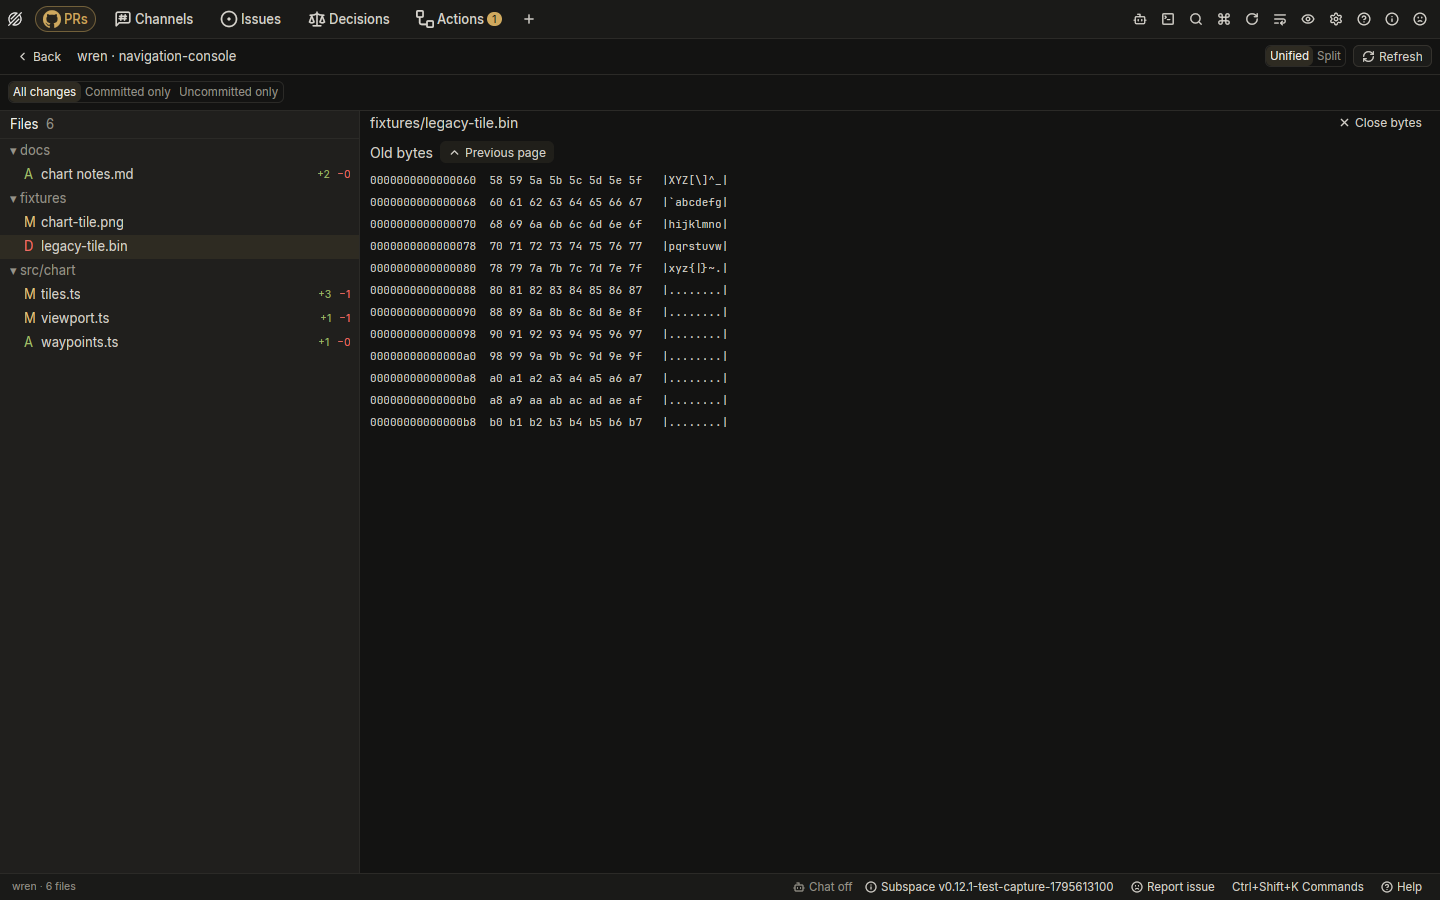 PRs Channels Issues Decisions Actions 1
Back wren · navigation-console Unified Split Refresh
All changes Committed only Uncommitted only
Files 6
docs
A chart notes.md +2 −0
fixtures
M chart-tile.png
D legacy-tile.bin
src/chart
M tiles.ts +3 −1
M viewport.ts +1 −1
A waypoints.ts +1 −0
fixtures/legacy-tile.bin Close bytes
Old bytes Previous page
0000000000000060 58 59 5a 5b 5c 5d 5e 5f |XYZ[\]^_|
0000000000000068 60 61 62 63 64 65 66 67 |`abcdefg|
0000000000000070 68 69 6a 6b 6c 6d 6e 6f |hijklmno|
0000000000000078 70 71 72 73 74 75 76 77 |pqrstuvw|
0000000000000080 78 79 7a 7b 7c 7d 7e 7f |xyz{|}~.|
0000000000000088 80 81 82 83 84 85 86 87 |........|
0000000000000090 88 89 8a 8b 8c 8d 8e 8f |........|
0000000000000098 90 91 92 93 94 95 96 97 |........|
00000000000000a0 98 99 9a 9b 9c 9d 9e 9f |........|
00000000000000a8 a0 a1 a2 a3 a4 a5 a6 a7 |........|
00000000000000b0 a8 a9 aa ab ac ad ae af |........|
00000000000000b8 b0 b1 b2 b3 b4 b5 b6 b7 |........|
wren · 6 files Chat off Subspace v0.12.1-test-capture-1795613100 Report issue Ctrl+Shift+K Commands Help